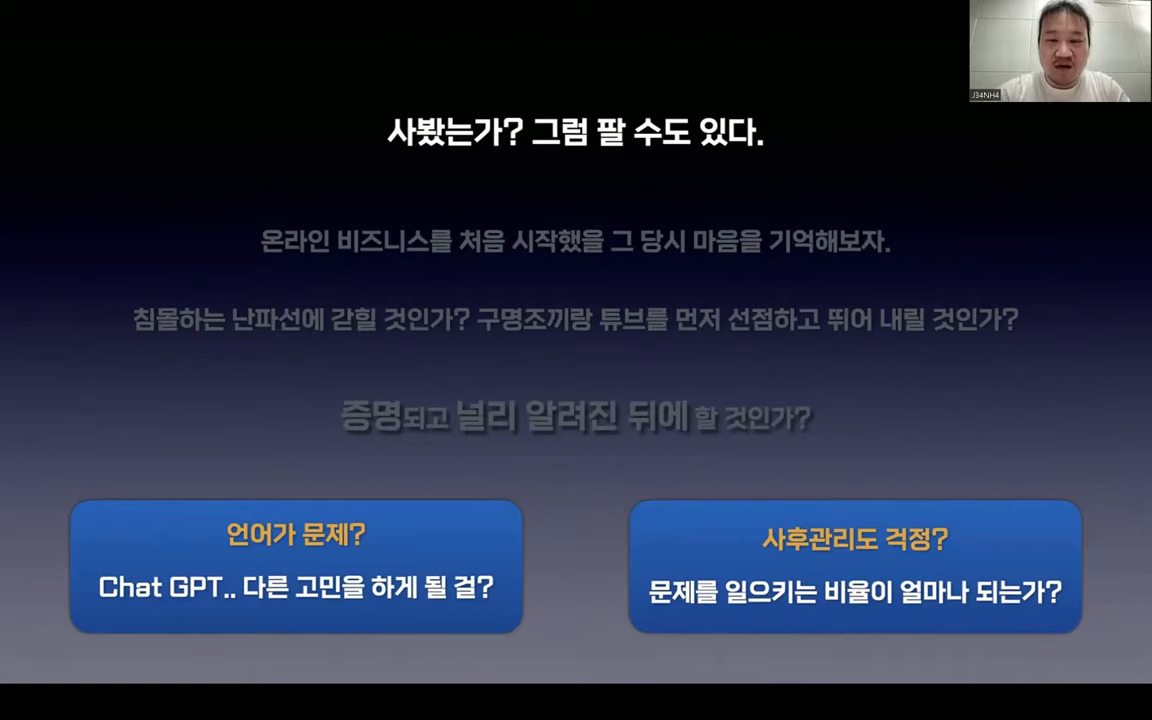 J34NH4
사봤는가? 그럼 팔 수도 있다.
온라인 비즈니스를 처음 시작했을 그 당시 마음을 기억해보자.
침몰하는 난파선에 갇힐 것인가? 구명조끼랑 튜브를 먼저 선점하고 뛰어 내릴 것인가?
증명되고 널리 알려진 뒤에 할 것인가?
언어가 문제?
Chat GPT.. 다른 고민을 하게 될 걸?
사후관리도 걱정?
문제를 일으키는 비율이 얼마나 되는가?